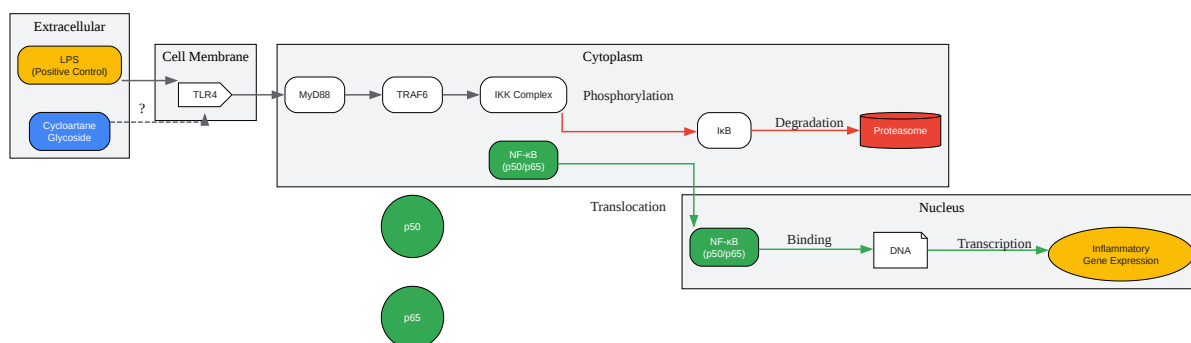 Extracellular
LPS
(Positive Control)
Cycloartane
Glycoside
?
Cell Membrane
TLR4
Cytoplasm
MyD88
TRAF6
IKK Complex
Phosphorylation
IκB
Degradation
Proteasome
NF-κB
(p50/p65)
Translocation
p50
p65
Nucleus
NF-κB
(p50/p65)
Binding
DNA
Transcription
Inflammatory
Gene Expression